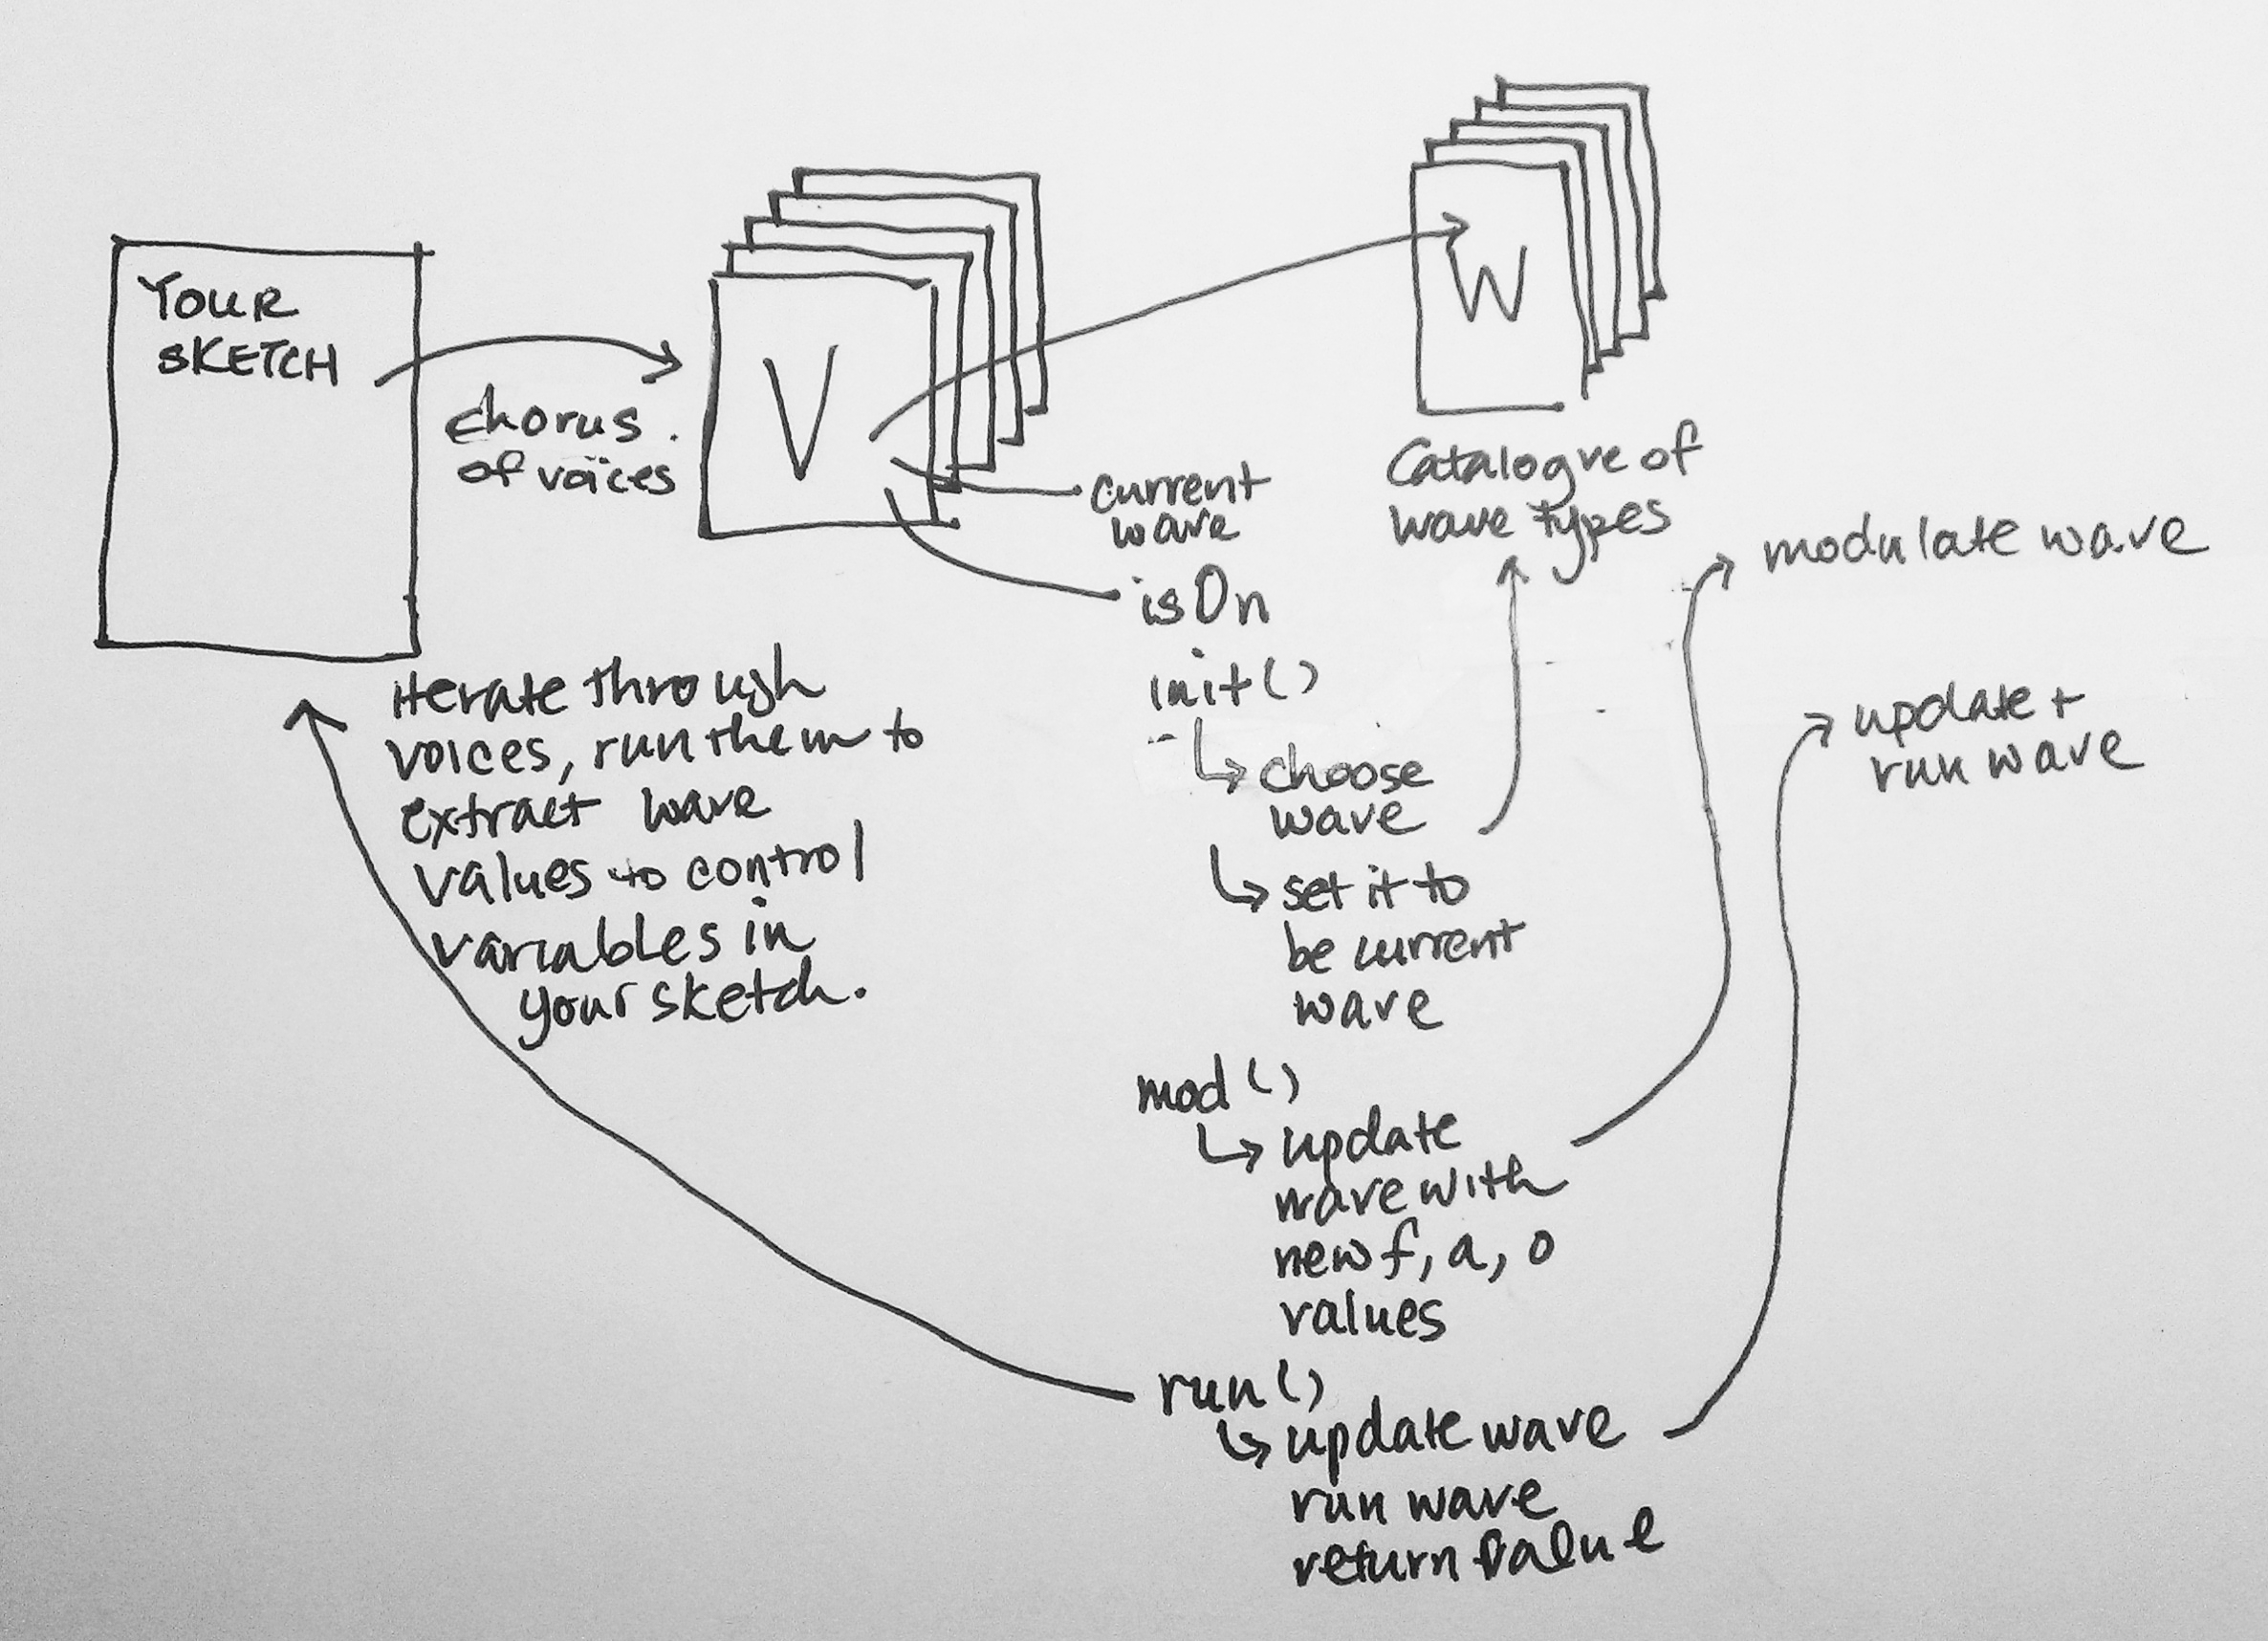 YOUR
SKETCH
chorus
of voices
V
W
current
wave
isOn
Catalogue of
wave types
modulate wave
update +
run wave
iterate through
voices, run them to
extract wave
values to control
variables in
your sketch.
init()
choose
wave
set it to
be current
wave
mod()
update
wave with
new f, a, o
values
run()
update wave
run wave
return value